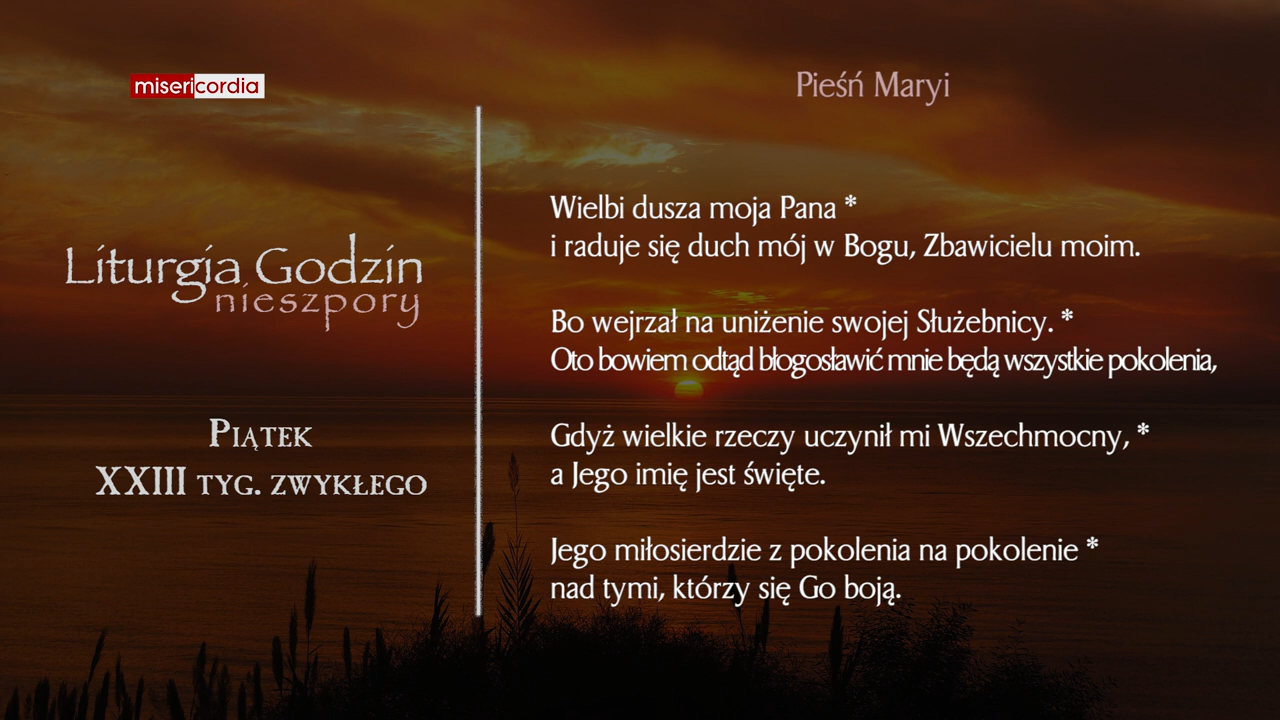 misericordia
Pieśń Maryi
Liturgia Godzin
nieszpory
Piątek
XXIII tyg. zwykłego
Wielbi dusza moja Pana *
i raduje się duch mój w Bogu, Zbawicielu moim.
Bo wejrzał na uniżenie swojej Służebnicy. *
Oto bowiem odtąd błogosławić mnie będą wszystkie pokolenia,
Gdyż wielkie rzeczy uczynił mi Wszechmocny, *
a Jego imię jest święte.
Jego miłosierdzie z pokolenia na pokolenie *
nad tymi, którzy się Go boją.